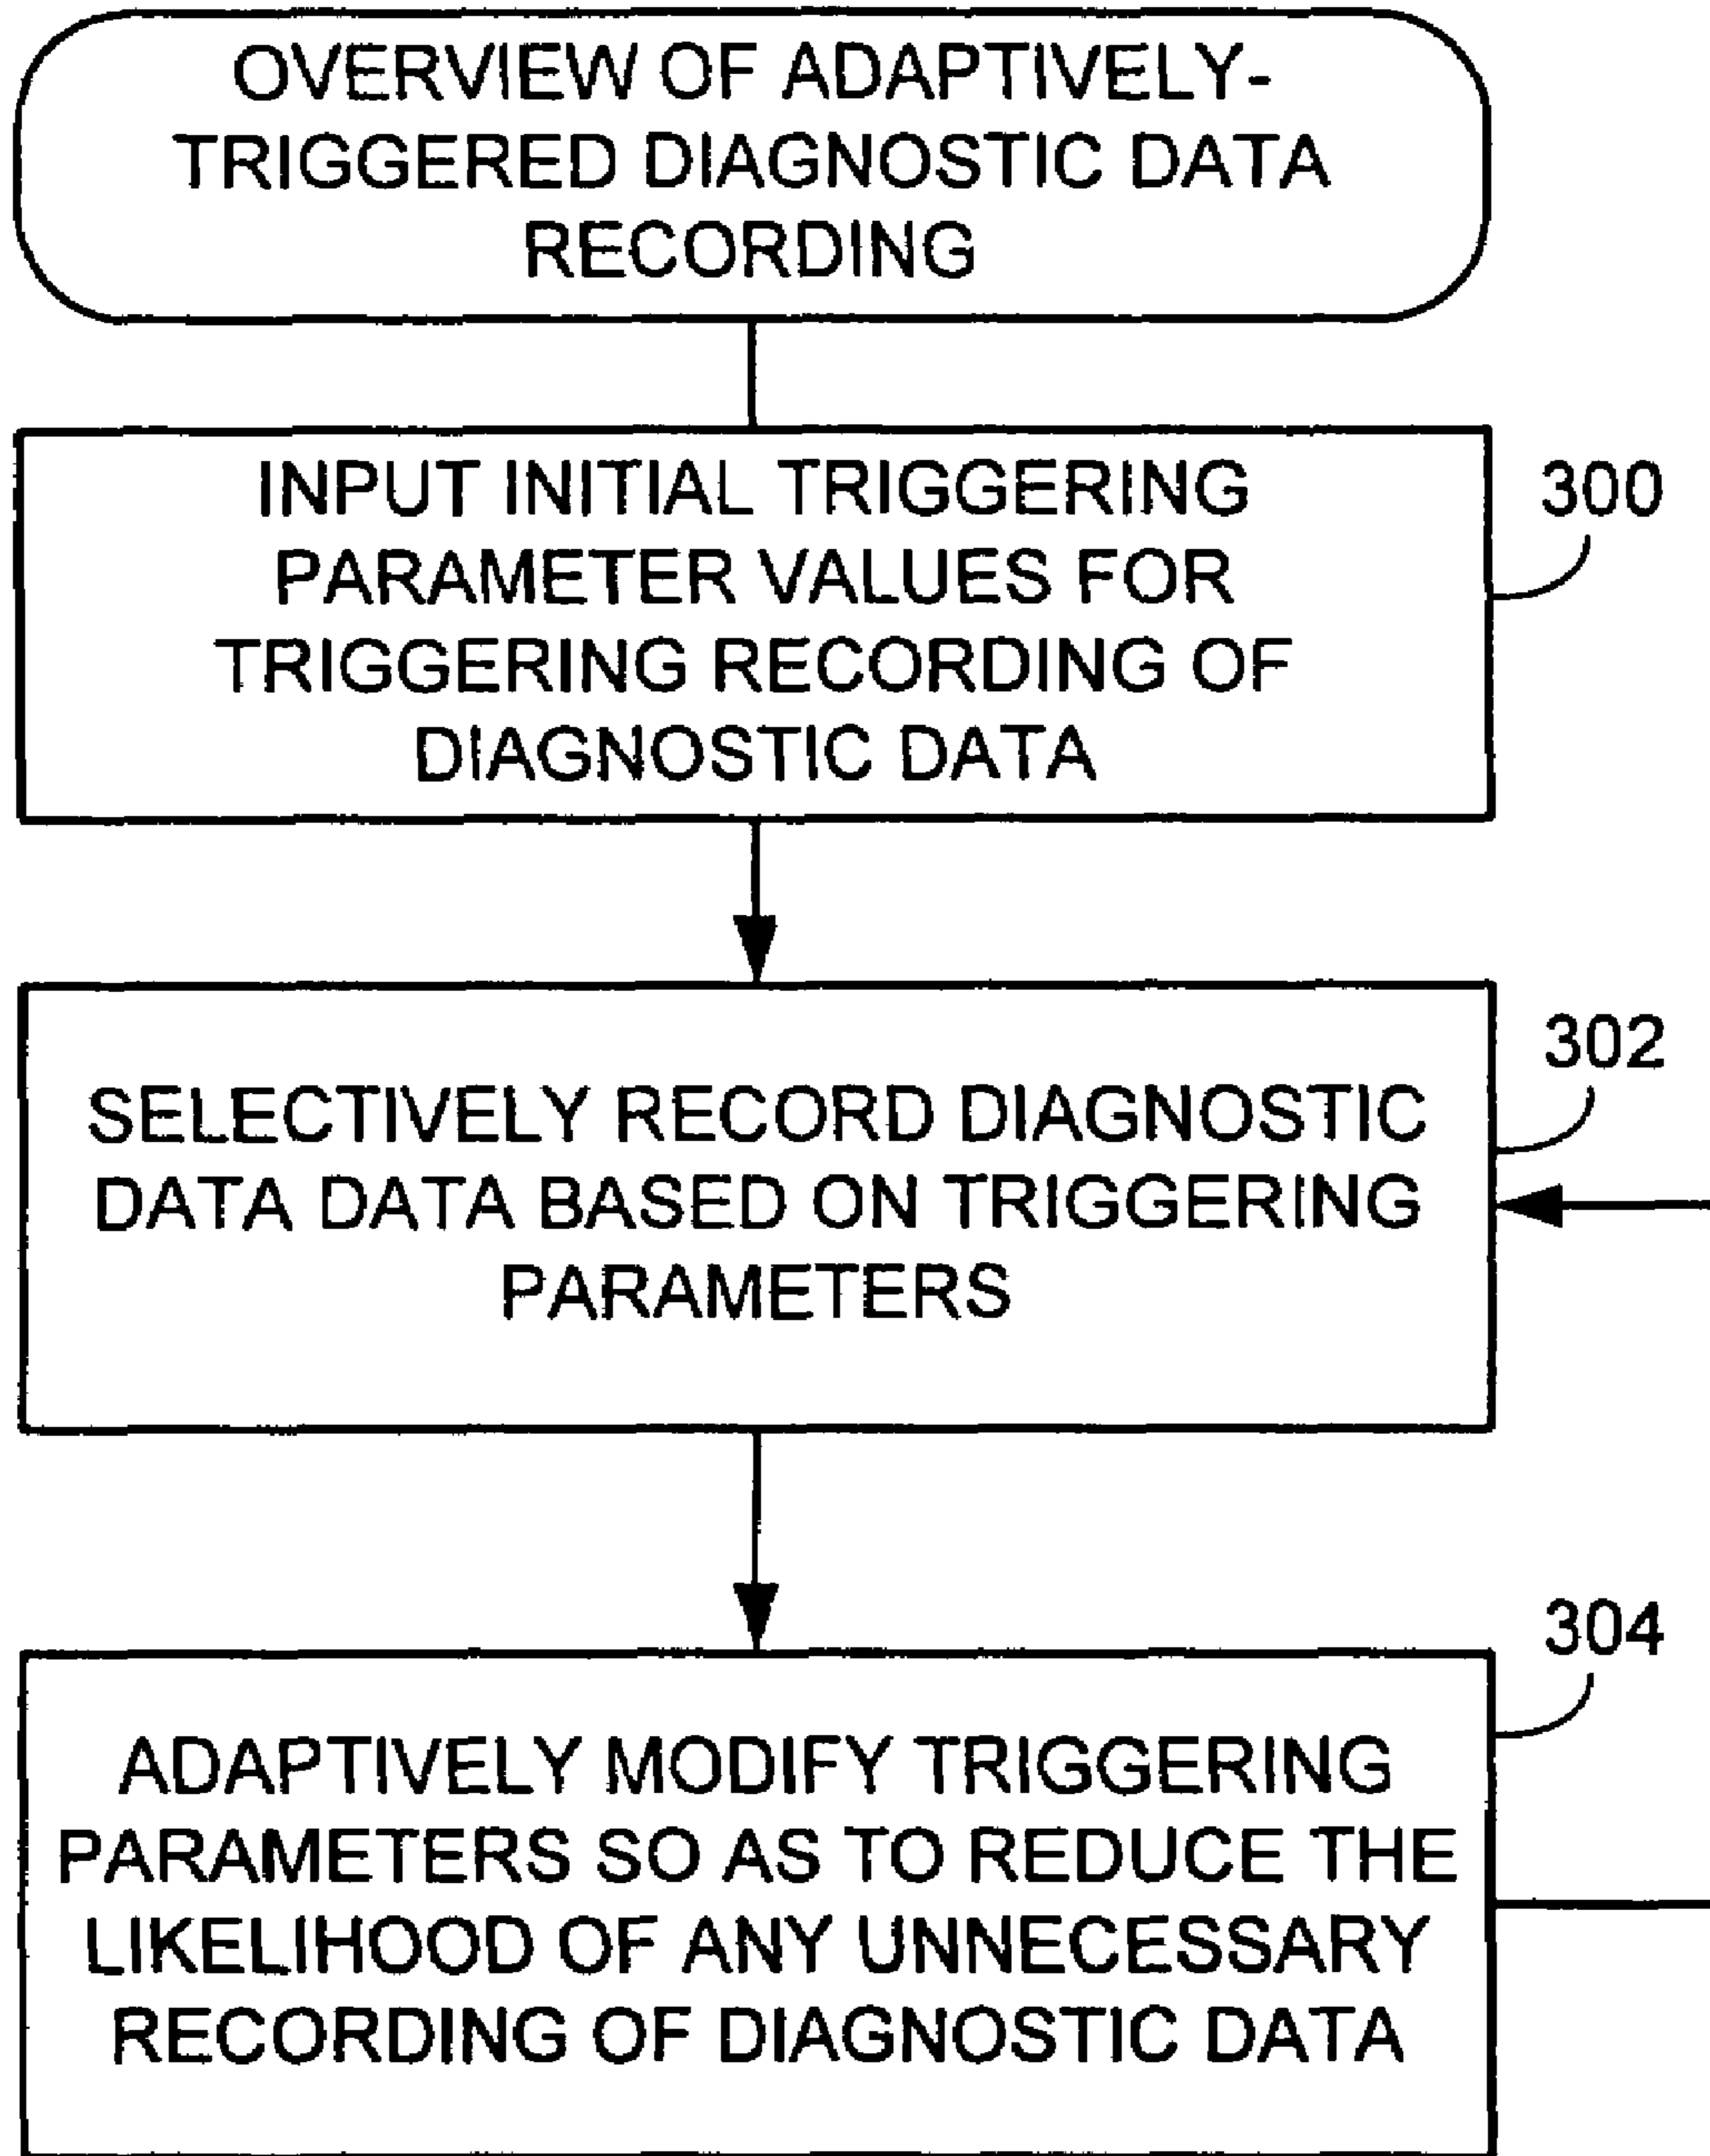 OVERVIEW OF ADAPTIVELY-
TRIGGERED DIAGNOSTIC DATA
RECORDING
INPUT INITIAL TRIGGERING
PARAMETER VALUES FOR
TRIGGERING RECORDING OF
DIAGNOSTIC DATA
300
SELECTIVELY RECORD DIAGNOSTIC
DATA DATA BASED ON TRIGGERING
PARAMETERS
302
ADAPTIVELY MODIFY TRIGGERING
PARAMETERS SO AS TO REDUCE THE
LIKELIHOOD OF ANY UNNECESSARY
RECORDING OF DIAGNOSTIC DATA
304